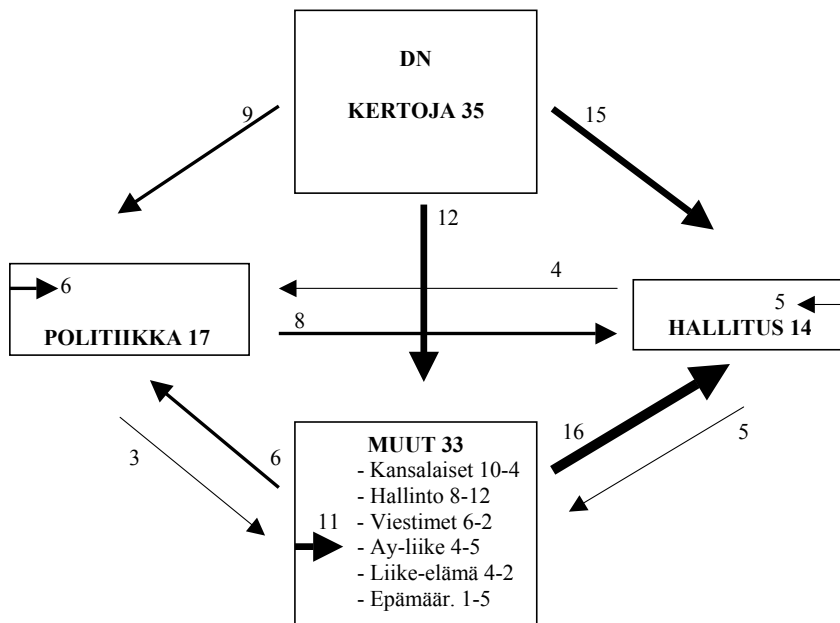 DN
KERTOJA 35
9
15
12
6
POLITIIKKA 17
4
8
5
HALLITUS 14
3
6
16
5
MUUT 33
- Kansalaiset 10-4
- Hallinto 8-12
- Viestimet 6-2
11
- Ay-liike 4-5
- Liike-elämä 4-2
- Epämäär. 1-5